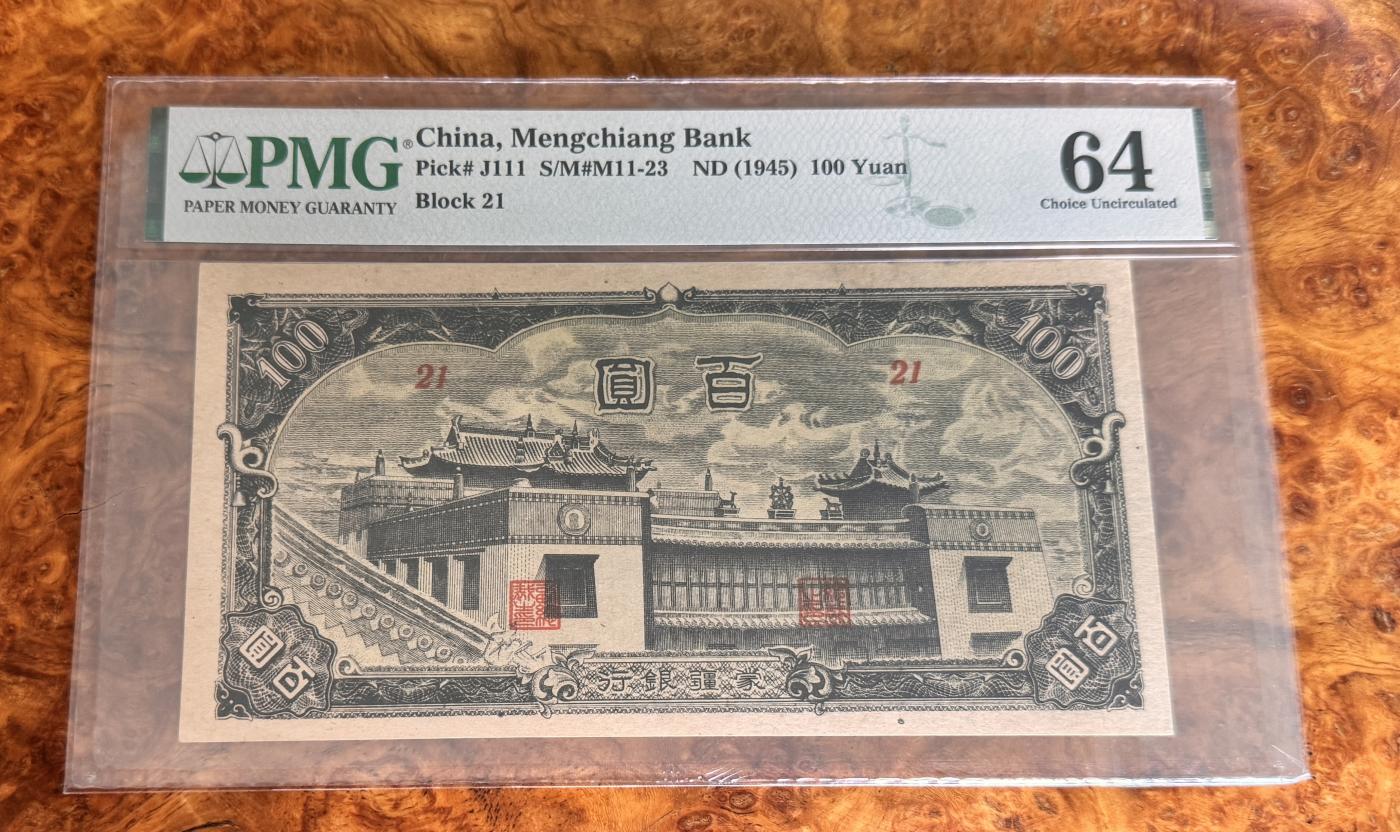 PMG® China, Mengchiang Bank
Pick# J111 S/M#M11-23 ND (1945) 100 Yuan
PAPER MONEY GUARANTY Block 21
64
Choice Uncirculated
100 100
21 圓百 21
圓百 百圓
行銀疆蒙